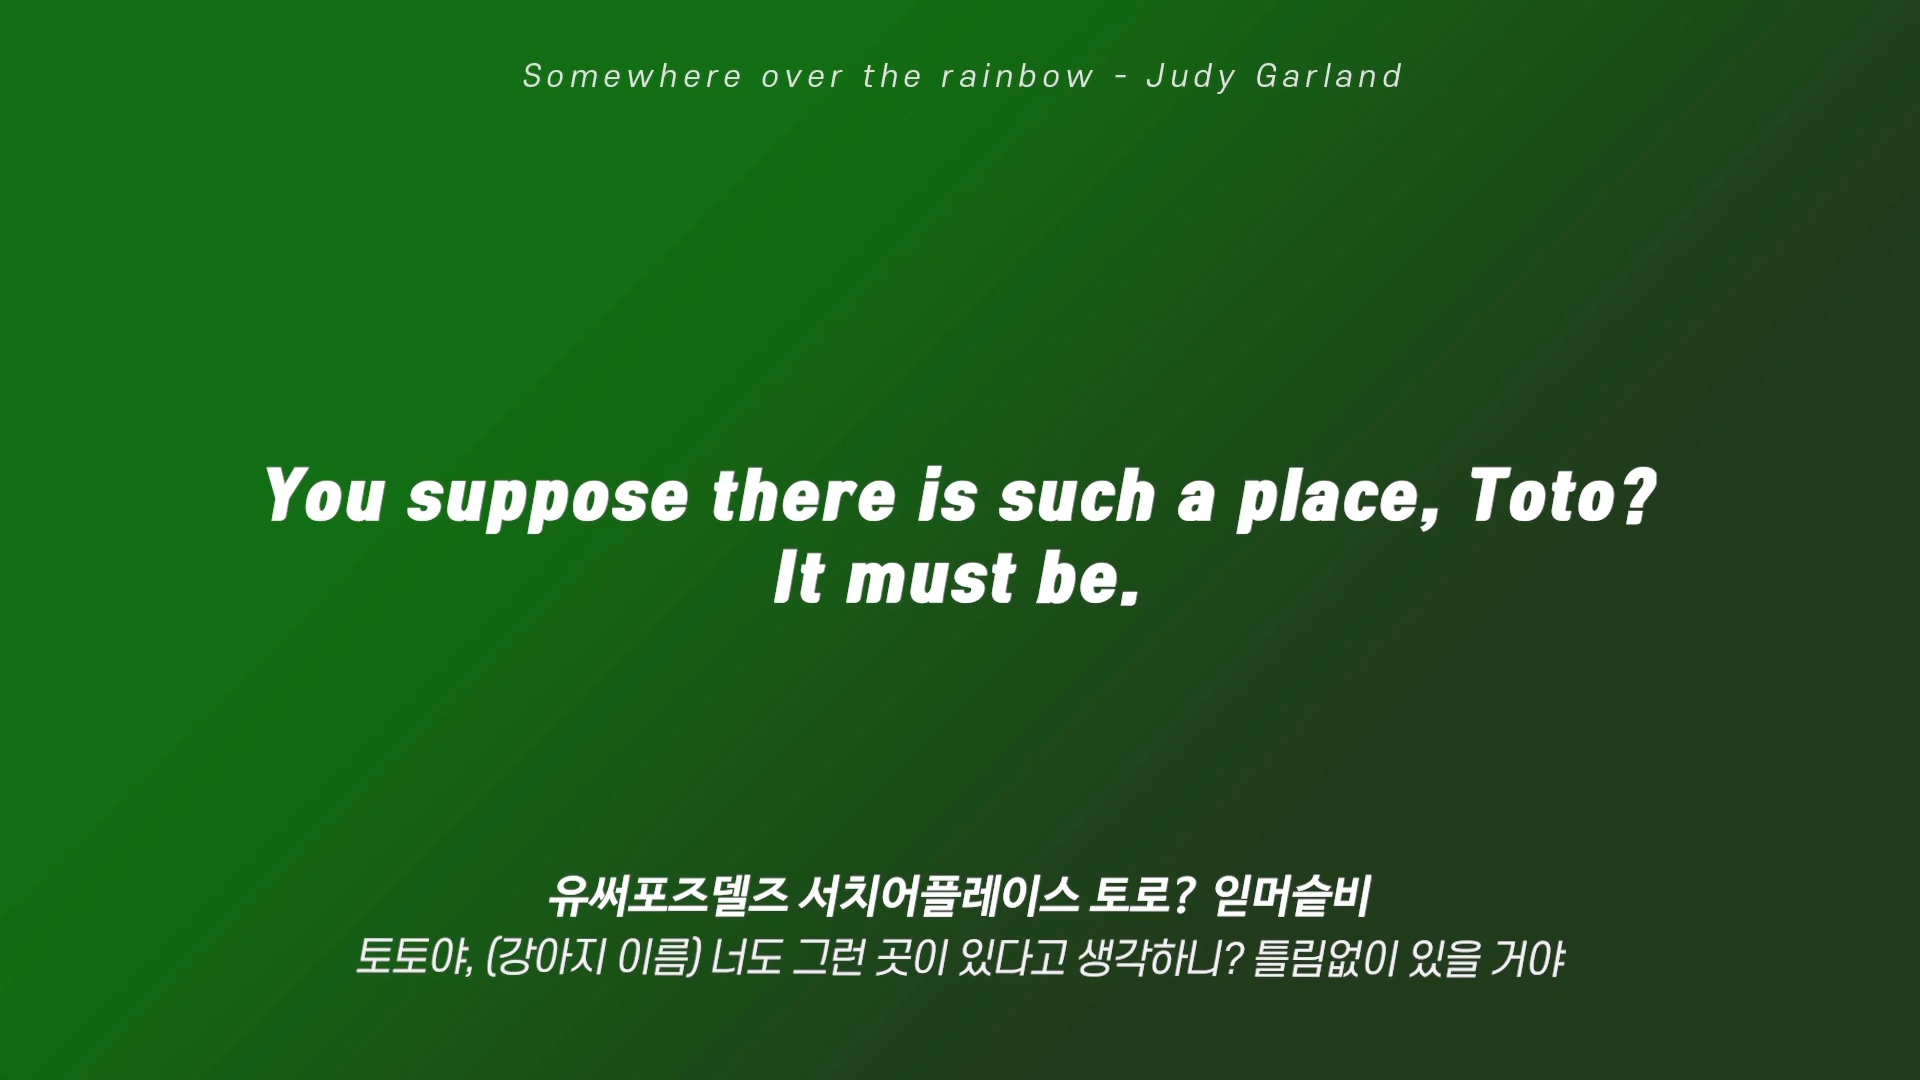 Somewhere over the rainbow - Judy Garland
You suppose there is such a place, Toto?
It must be.
유써포즈델즈 서치어플레이스 토로? 읻머슽비
토토야, (강아지 이름) 너도 그런 곳이 있다고 생각하니? 틀림없이 있을 거야